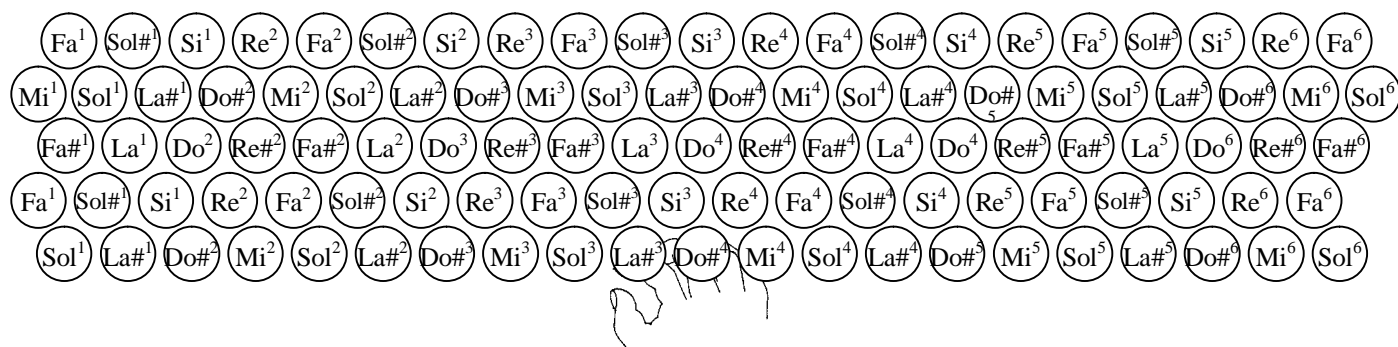 Fa¹ Sol#¹ Si¹ Re² Fa² Sol#² Si² Re³ Fa³ Sol#³ Si³ Re⁴ Fa⁴ Sol#⁴ Si⁴ Re⁵ Fa⁵ Sol#⁵ Si⁵ Re⁶ Fa⁶
Mi¹ Sol¹ La#¹ Do#² Mi² Sol² La#² Do#³ Mi³ Sol³ La#³ Do#⁴ Mi⁴ Sol⁴ La#⁴ Do#⁵ Mi⁵ Sol⁵ La#⁵ Do#⁶ Mi⁶ Sol⁶
Fa#¹ La¹ Do² Re#² Fa#² La² Do³ Re#³ Fa#³ La³ Do⁴ Re#⁴ Fa#⁴ La⁴ Do⁴ Re#⁵ Fa#⁵ La⁵ Do⁶ Re#⁶ Fa#⁶
Fa¹ Sol#¹ Si¹ Re² Fa² Sol#² Si² Re³ Fa³ Sol#³ Si³ Re⁴ Fa⁴ Sol#⁴ Si⁴ Re⁵ Fa⁵ Sol#⁵ Si⁵ Re⁶ Fa⁶
Sol¹ La#¹ Do#² Mi² Sol² La#² Do#³ Mi³ Sol³ La#³ Do#⁴ Mi⁴ Sol⁴ La#⁴ Do#⁵ Mi⁵ Sol⁵ La#⁵ Do#⁶ Mi⁶ Sol⁶